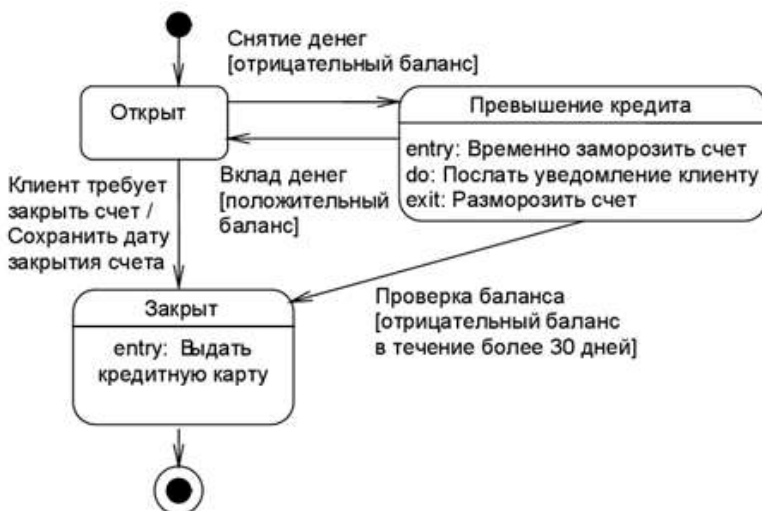 Снятие денег
[отрицательный баланс]
Открыт
Превышение кредита
entry: Временно заморозить счет
do: Послать уведомление клиенту
exit: Разморозить счет
Клиент требует
закрыть счет /
Сохранить дату
закрытия счета
Вклад денег
[положительный
баланс]
Закрыт
entry: Выдать
кредитную карту
Проверка баланса
[отрицательный баланс
в течение более 30 дней]